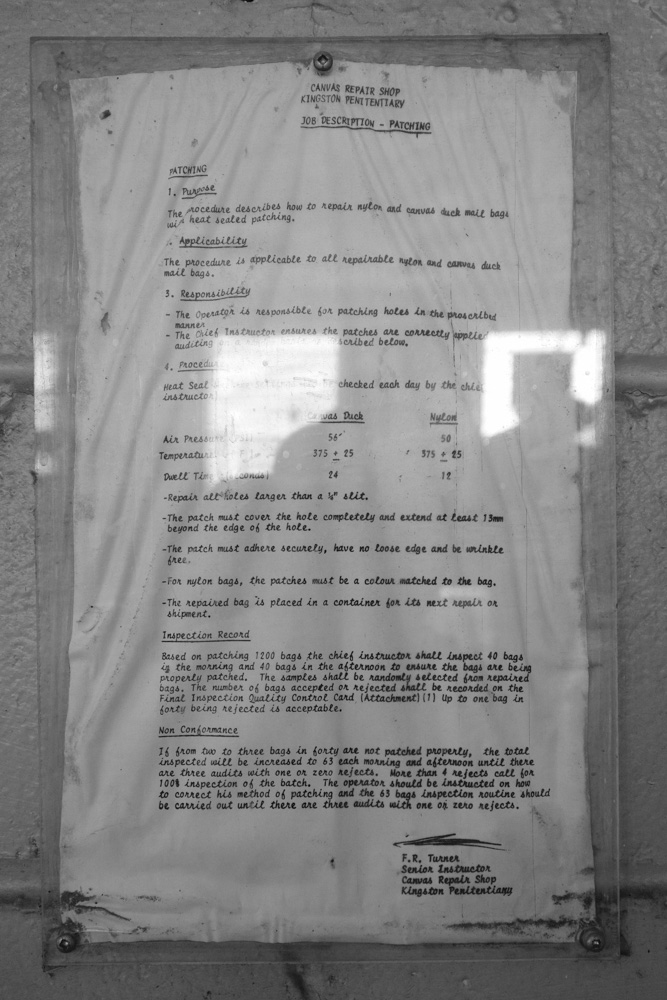 CANVAS REPAIR SHOP
KINGSTON PENITENTIARY
JOB DESCRIPTION - PATCHING
PATCHING
1. Purpose
The procedure describes how to repair nylon and canvas duck mail bags
with heat sealed patching.
. Applicability
The procedure is applicable to all repairable nylon and canvas duck
mail bags.
3. Responsibility
- The Operator is responsible for patching holes in the proscribed
manner
- The Chief Instructor ensures the patches are correctly applied
auditing scribed below.
4. Procedu
Heat Seal checked each day by the chie
instructor
Canvas Duck Nylon
Air Pressure 56 50
Temperature 375 ± 25 375 ± 25
Dwell Time (seconds) 24 12
-Repair all holes larger than a ¼" slit.
-The patch must cover the hole completely and extend at least 13mm
beyond the edge of the hole.
-The patch must adhere securely, have no loose edge and be wrinkle
free.
-For nylon bags, the patches must be a colour matched to the bag.
-The repaired bag is placed in a container for its next repair or
shipment.
Inspection Record
Based on patching 1200 bags the chief instructor shall inspect 40 bags
in the morning and 40 bags in the afternoon to ensure the bags are being
properly patched. The samples shall be randomly selected from repaired
bags. The number of bags accepted or rejected shall be recorded on the
Final Inspection Quality Control Card (Attachment) (1) Up to one bag in
forty being rejected is acceptable.
Non Conformance
If from two to three bags in forty are not patched properly, the total
inspected will be increased to 63 each morning and afternoon until there
are three audits with one or zero rejects. More than 4 rejects call for
100% inspection of the batch. The operator should be instructed on how
to correct his method of patching and the 63 bags inspection routine should
be carried out until there are three audits with one or zero rejects.
F.R. Turner
Senior Instructor
Canvas Repair Shop
Kingston Penitentiary